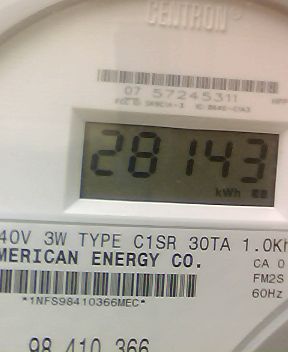 CENTRON®
07 57245311
28143
kWh
40V 3W TYPE C1SR 30TA 1.0Kh
MERICAN ENERGY CO.
CA 0
FM2S
60Hz
*1NFS98410366MEC*
98 410 366